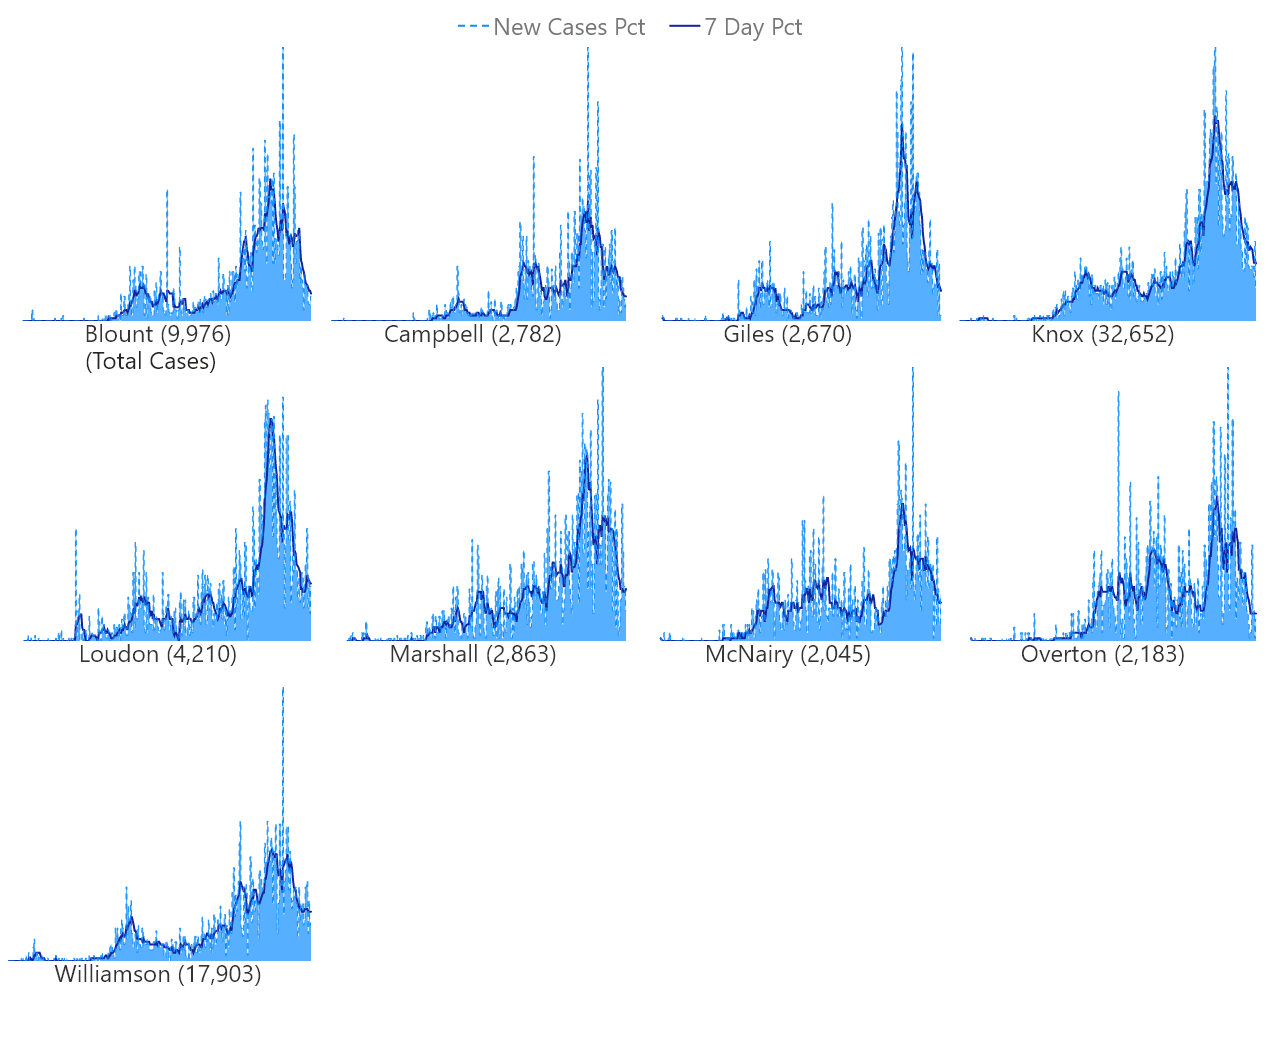 New Cases Pct 7 Day Pct
Blount (9,976) Campbell (2,782) Giles (2,670) Knox (32,652)
(Total Cases)
Loudon (4,210) Marshall (2,863) McNairy (2,045) Overton (2,183)
Williamson (17,903)